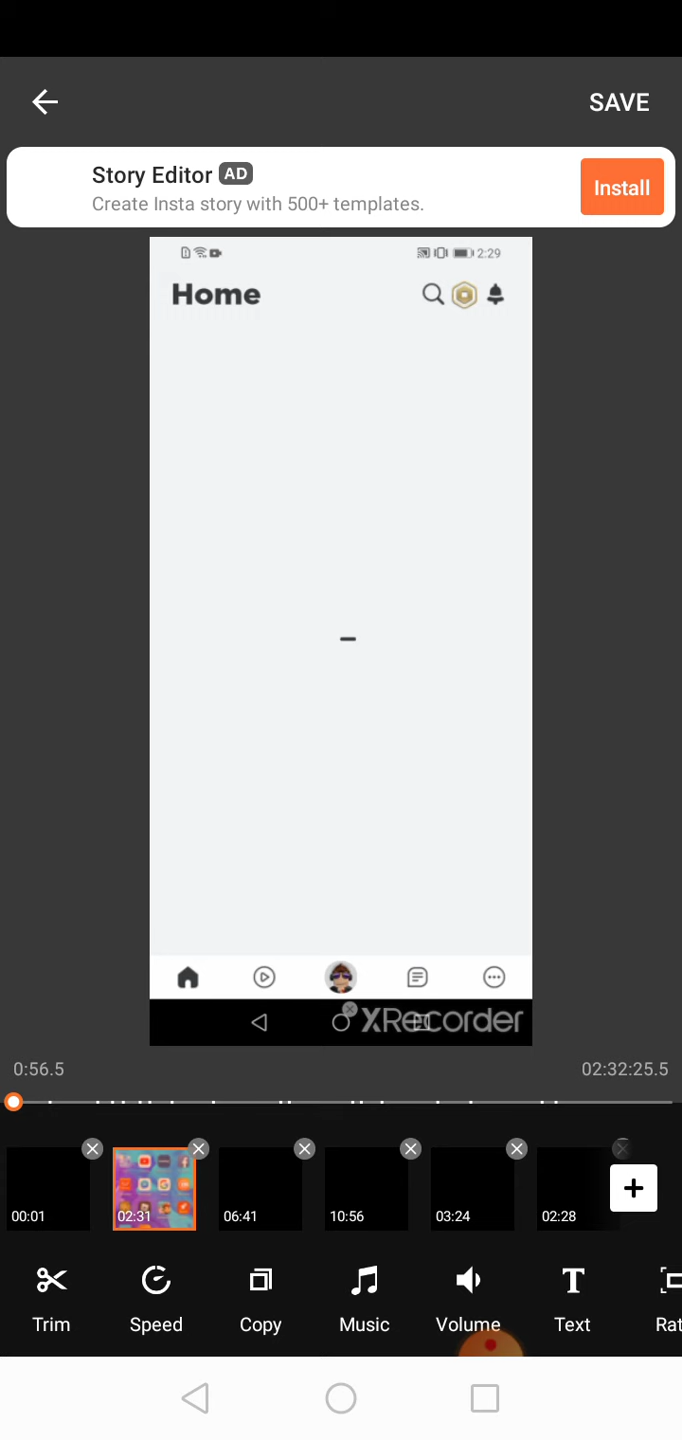 SAVE
Story Editor AD
Create Insta story with 500+ templates.
Install
2:29
Home
XRecorder
0:56.5
02:32:25.5
00:01
02:31
06:41
10:56
03:24
02:28
Trim
Speed
Copy
Music
Volume
Text
Rat